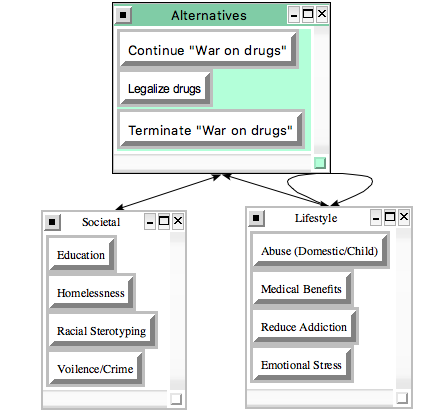 Alternatives
Continue "War on drugs"
Legalize drugs
Terminate "War on drugs"
Societal
Education
Homelessness
Racial Sterotyping
Voilence/Crime
Lifestyle
Abuse (Domestic/Child)
Medical Benefits
Reduce Addiction
Emotional Stress